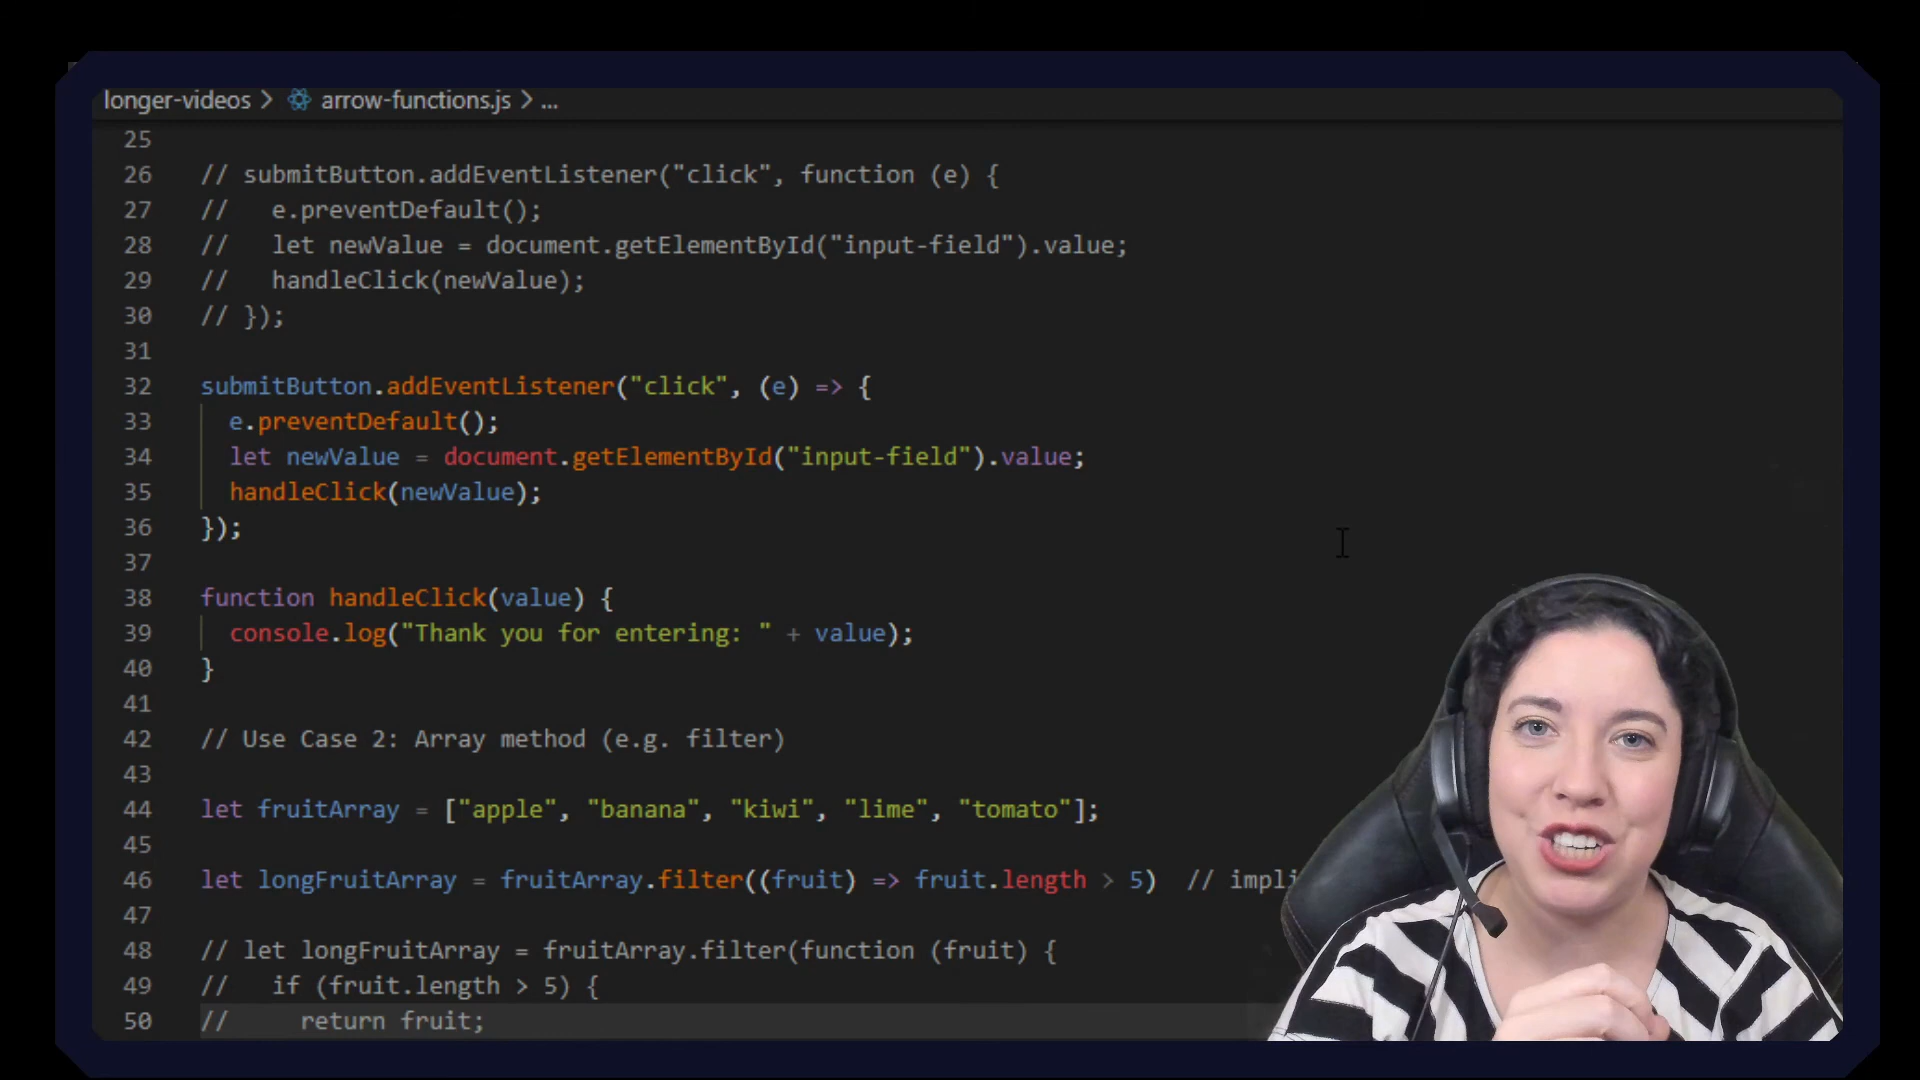 longer-videos > arrow-functions.js > ...
25
26 // submitButton.addEventListener("click", function (e) {
27 //   e.preventDefault();
28 //   let newValue = document.getElementById("input-field").value;
29 //   handleClick(newValue);
30 // });
31
32 submitButton.addEventListener("click", (e) => {
33   e.preventDefault();
34   let newValue = document.getElementById("input-field").value;
35   handleClick(newValue);
36 });
37
38 function handleClick(value) {
39   console.log("Thank you for entering: " + value);
40 }
41
42 // Use Case 2: Array method (e.g. filter)
43
44 let fruitArray = ["apple", "banana", "kiwi", "lime", "tomato"];
45
46 let longFruitArray = fruitArray.filter((fruit) => fruit.length > 5)  // impli
47
48 // let longFruitArray = fruitArray.filter(function (fruit) {
49 //   if (fruit.length > 5) {
50 //     return fruit;